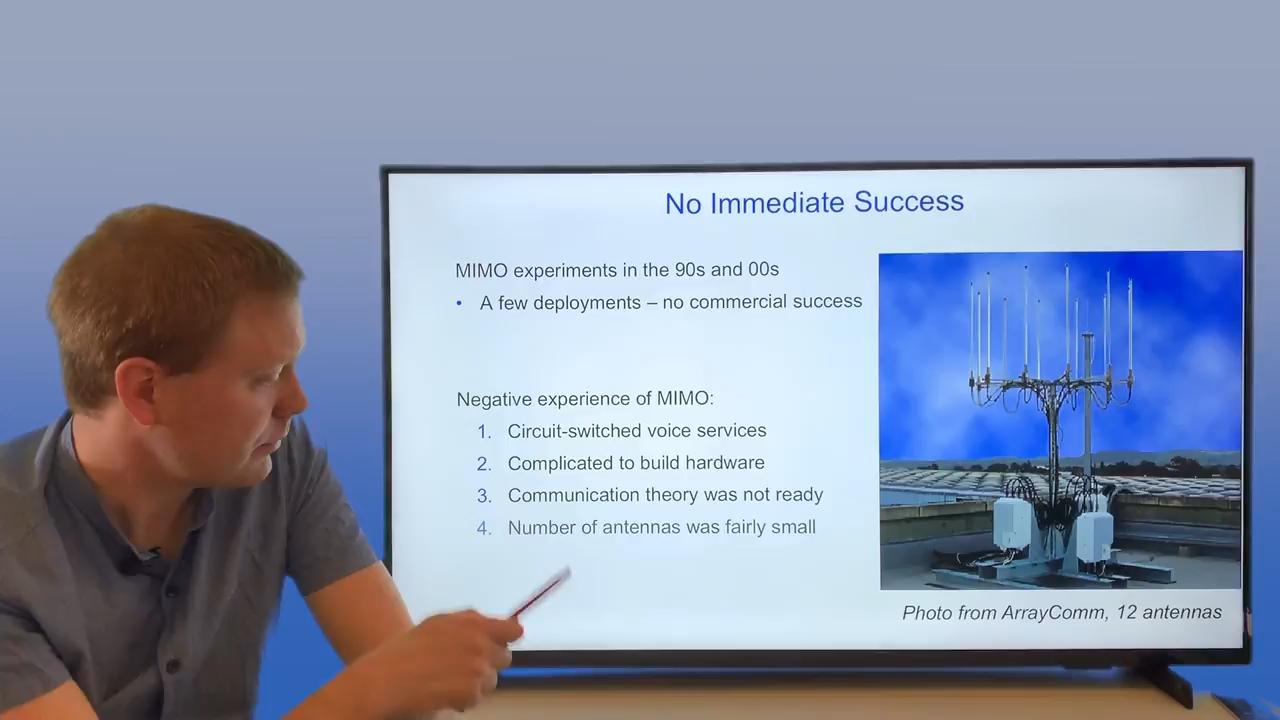 No Immediate Success
MIMO experiments in the 90s and 00s
• A few deployments – no commercial success
Negative experience of MIMO:
1. Circuit-switched voice services
2. Complicated to build hardware
3. Communication theory was not ready
4. Number of antennas was fairly small
Photo from ArrayComm, 12 antennas